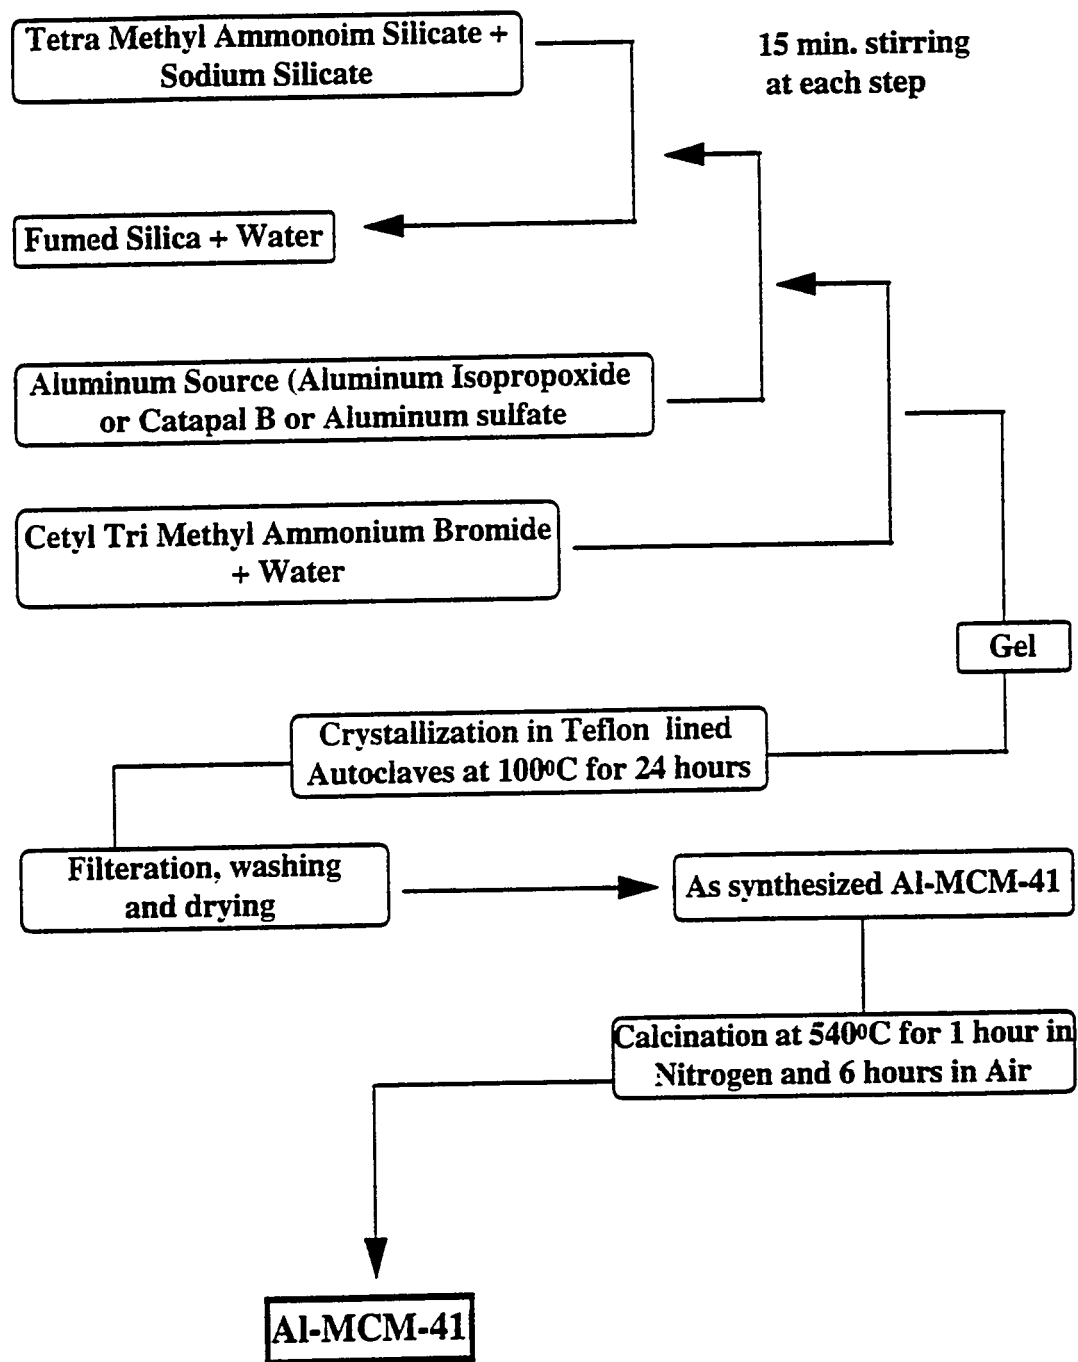 Tetra Methyl Ammonoim Silicate +
Sodium Silicate
15 min. stirring
at each step
Fumed Silica + Water
Aluminum Source (Aluminum Isopropoxide
or Catapal B or Aluminum sulfate
Cetyl Tri Methyl Ammonium Bromide
+ Water
Gel
Crystallization in Teflon lined
Autoclaves at 100⁰C for 24 hours
Filteration, washing
and drying
As synthesized Al-MCM-41
Calcination at 540⁰C for 1 hour in
Nitrogen and 6 hours in Air
Al-MCM-41